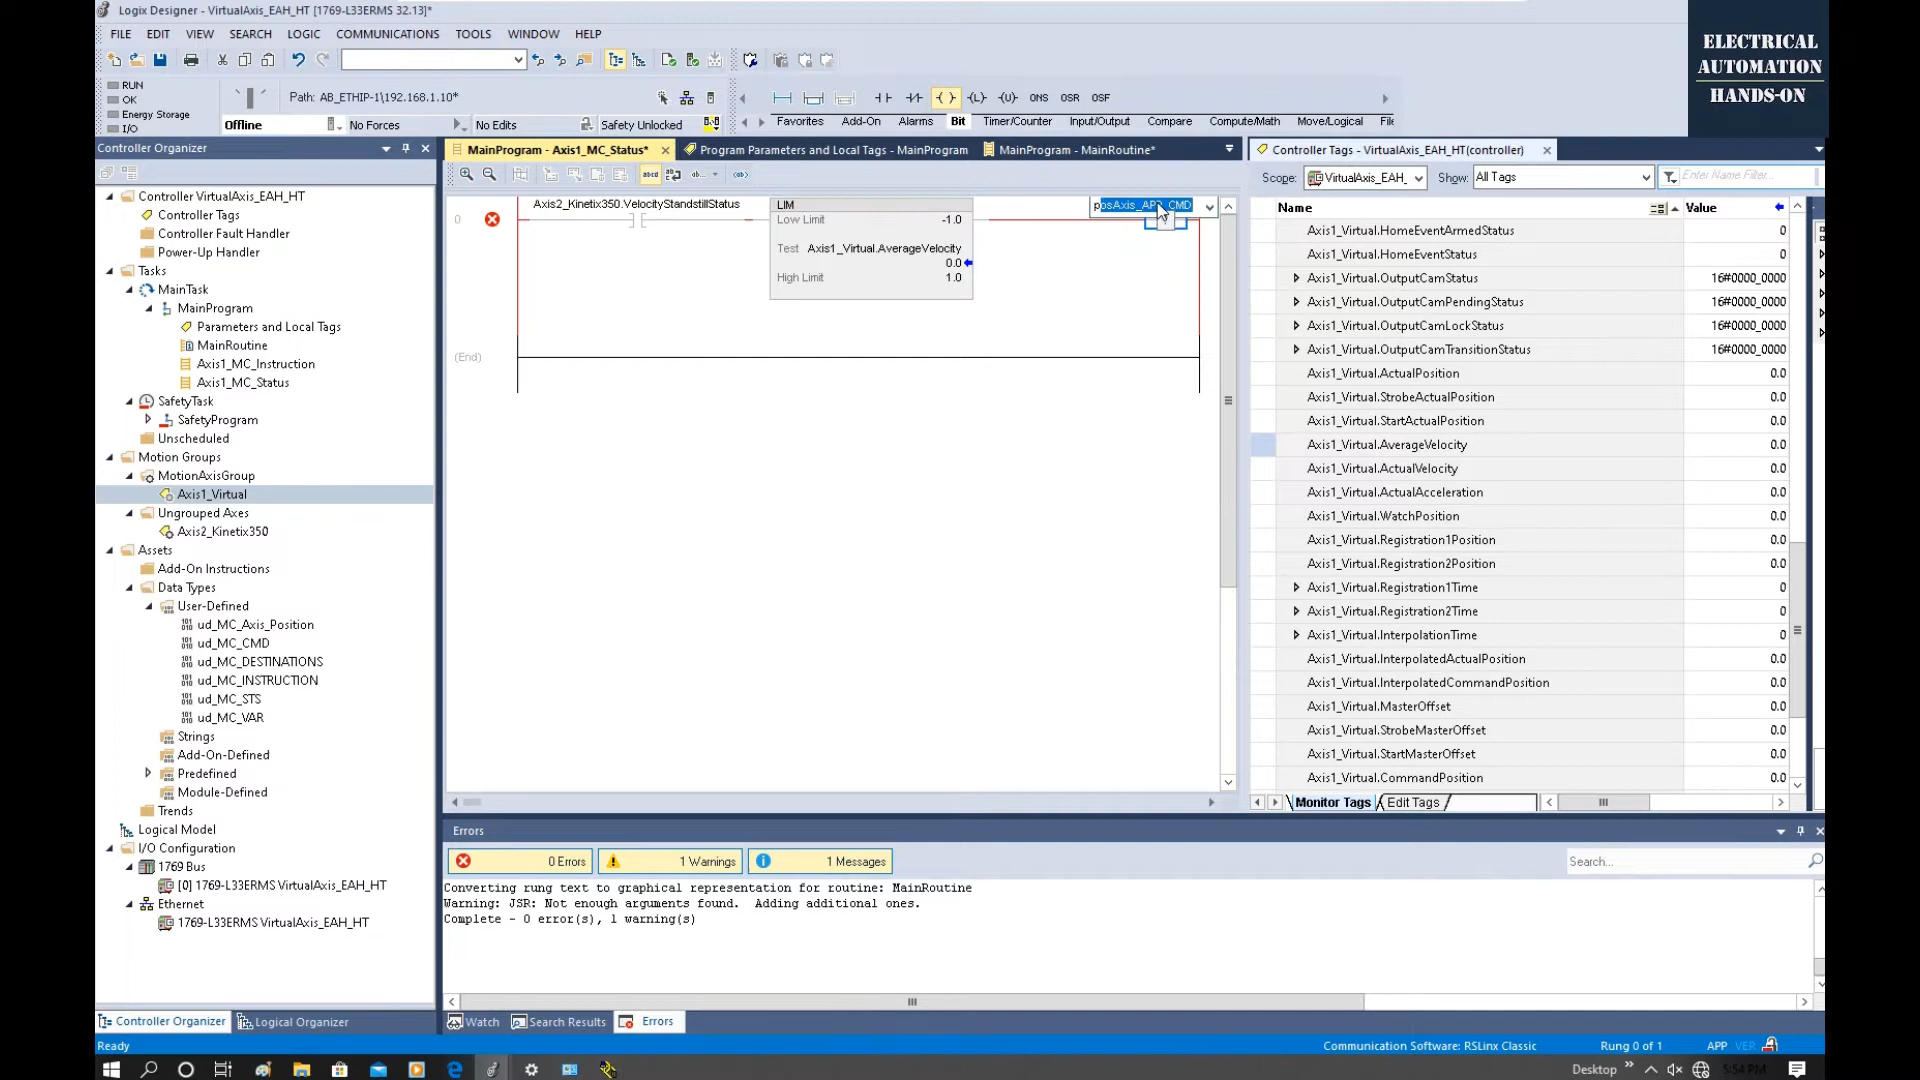 Logix Designer - VirtualAxis_EAH_HT [1769-L33ERMS 32.13]*
FILE EDIT VIEW SEARCH LOGIC COMMUNICATIONS TOOLS WINDOW HELP
ELECTRICAL
AUTOMATION
HANDS-ON
RUN
OK
Energy Storage
I/O
Path: AB_ETHIP-1\192.168.1.10*
Offline No Forces No Edits Safety Unlocked
ONS OSR OSF
Favorites Add-On Alarms Bit Timer/Counter Input/Output Compare Compute/Math Move/Logical File
Controller Organizer
Controller VirtualAxis_EAH_HT
Controller Tags
Controller Fault Handler
Power-Up Handler
Tasks
MainTask
MainProgram
Parameters and Local Tags
MainRoutine
Axis1_MC_Instruction
Axis1_MC_Status
SafetyTask
SafetyProgram
Unscheduled
Motion Groups
MotionAxisGroup
Axis1_Virtual
Ungrouped Axes
Axis2_Kinetix350
Assets
Add-On Instructions
Data Types
User-Defined
ud_MC_Axis_Position
ud_MC_CMD
ud_MC_DESTINATIONS
ud_MC_INSTRUCTION
ud_MC_STS
ud_MC_VAR
Strings
Add-On-Defined
Predefined
Module-Defined
Trends
Logical Model
I/O Configuration
1769 Bus
[0] 1769-L33ERMS VirtualAxis_EAH_HT
Ethernet
1769-L33ERMS VirtualAxis_EAH_HT
Controller Organizer Logical Organizer
MainProgram - Axis1_MC_Status* Program Parameters and Local Tags - MainProgram MainProgram - MainRoutine*
Axis2_Kinetix350.VelocityStandstillStatus
0
LIM
Low Limit -1.0
Test Axis1_Virtual.AverageVelocity
0.0
High Limit 1.0
(End)
Controller Tags - VirtualAxis_EAH_HT(controller)
Scope: VirtualAxis_EAH_ Show: All Tags Enter Name Filter...
Name Value
Axis1_Virtual.HomeEventArmedStatus 0
Axis1_Virtual.HomeEventStatus 0
Axis1_Virtual.OutputCamStatus 16#0000_0000
Axis1_Virtual.OutputCamPendingStatus 16#0000_0000
Axis1_Virtual.OutputCamLockStatus 16#0000_0000
Axis1_Virtual.OutputCamTransitionStatus 16#0000_0000
Axis1_Virtual.ActualPosition 0.0
Axis1_Virtual.StrobeActualPosition 0.0
Axis1_Virtual.StartActualPosition 0.0
Axis1_Virtual.AverageVelocity 0.0
Axis1_Virtual.ActualVelocity 0.0
Axis1_Virtual.ActualAcceleration 0.0
Axis1_Virtual.WatchPosition 0.0
Axis1_Virtual.Registration1Position 0.0
Axis1_Virtual.Registration2Position 0.0
Axis1_Virtual.Registration1Time 0
Axis1_Virtual.Registration2Time 0
Axis1_Virtual.InterpolationTime 0
Axis1_Virtual.InterpolatedActualPosition 0.0
Axis1_Virtual.InterpolatedCommandPosition 0.0
Axis1_Virtual.MasterOffset 0.0
Axis1_Virtual.StrobeMasterOffset 0.0
Axis1_Virtual.StartMasterOffset 0.0
Axis1_Virtual.CommandPosition 0.0
Monitor Tags Edit Tags
Errors
0 Errors 1 Warnings 1 Messages Search...
Converting rung text to graphical representation for routine: MainRoutine
Warning: JSR: Not enough arguments found. Adding additional ones.
Complete - 0 error(s), 1 warning(s)
Watch Search Results Errors
Ready Communication Software: RSLinx Classic Rung 0 of 1 APP VER
Desktop 5:54 PM